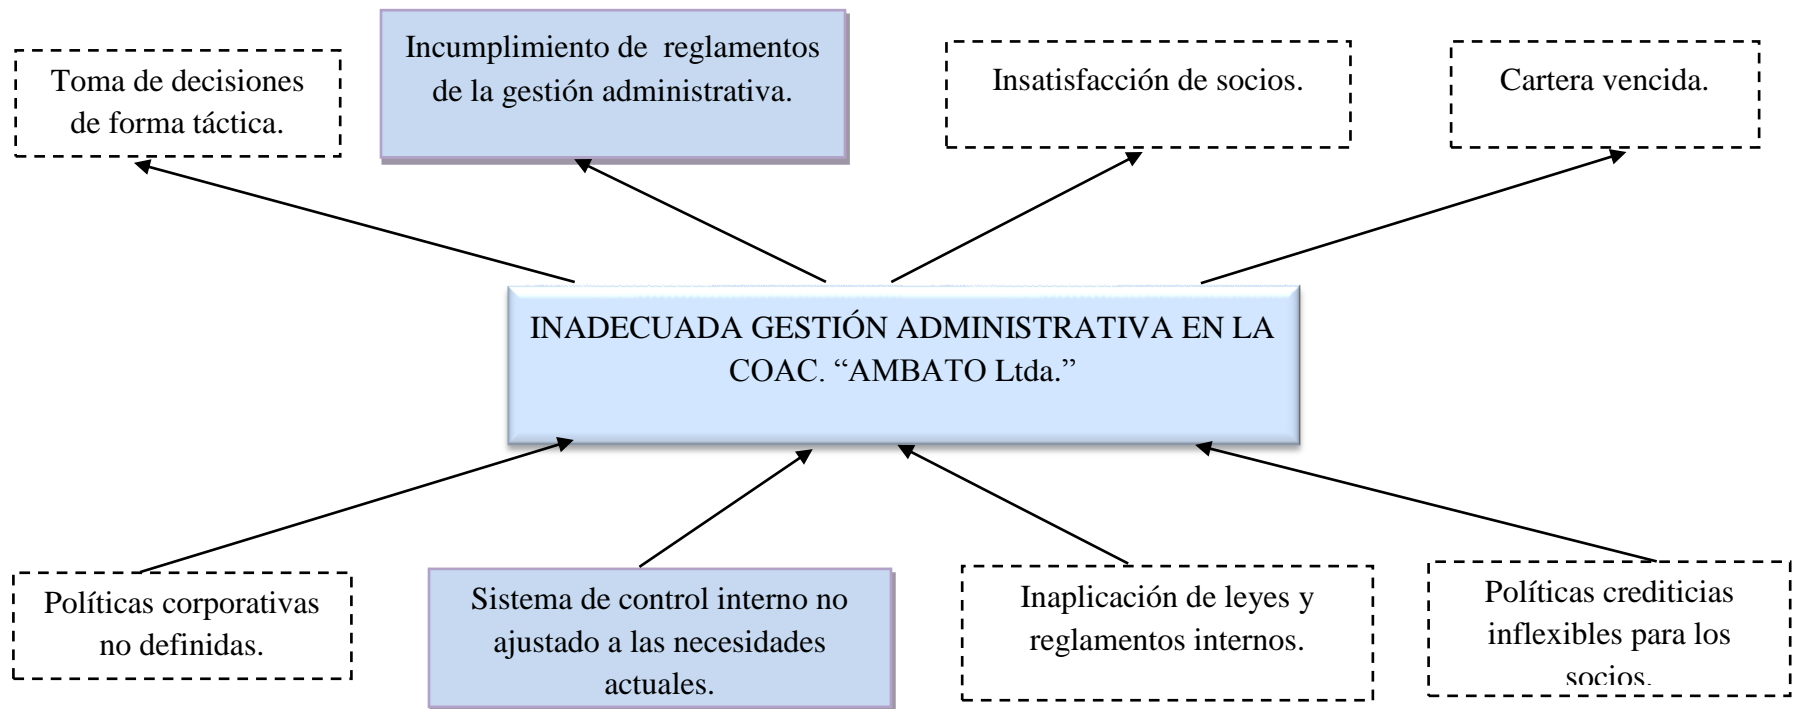 Toma de decisiones
de forma táctica.
Incumplimiento de reglamentos
de la gestión administrativa.
Insatisfacción de socios.
Cartera vencida.
INADECUADA GESTIÓN ADMINISTRATIVA EN LA
COAC. “AMBATO Ltda.”
Políticas corporativas
no definidas.
Sistema de control interno no
ajustado a las necesidades
actuales.
Inaplicación de leyes y
reglamentos internos.
Políticas crediticias
inflexibles para los
socios.